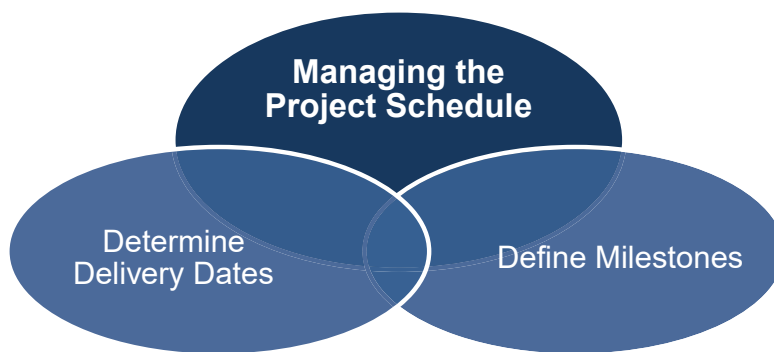 Managing the
Project Schedule
Determine
Delivery Dates
Define Milestones